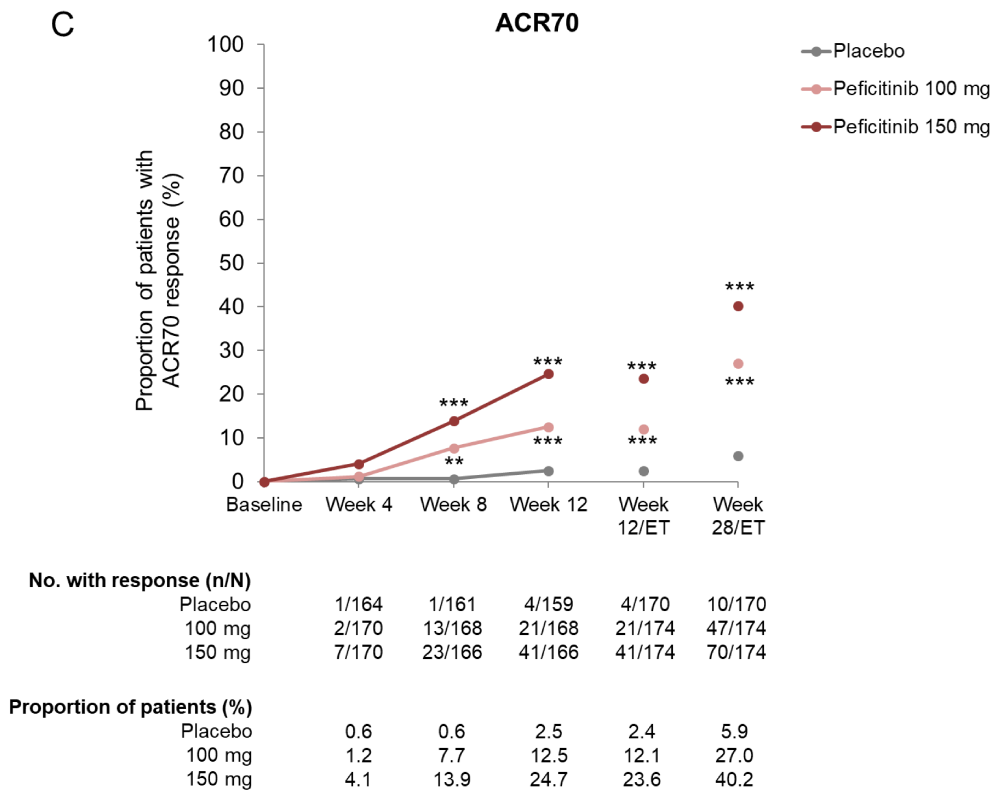 C
ACR70
Placebo
Peficitinib 100 mg
Peficitinib 150 mg
Proportion of patients with
ACR70 response (%)
100
90
80
70
60
50
40
30
20
10
0
***
***
***
***
***
***
***
**
***
Baseline Week 4 Week 8 Week 12 Week 12/ET Week 28/ET
No. with response (n/N)
Placebo 1/164 1/161 4/159 4/170 10/170
100 mg 2/170 13/168 21/168 21/174 47/174
150 mg 7/170 23/166 41/166 41/174 70/174
Proportion of patients (%)
Placebo 0.6 0.6 2.5 2.4 5.9
100 mg 1.2 7.7 12.5 12.1 27.0
150 mg 4.1 13.9 24.7 23.6 40.2